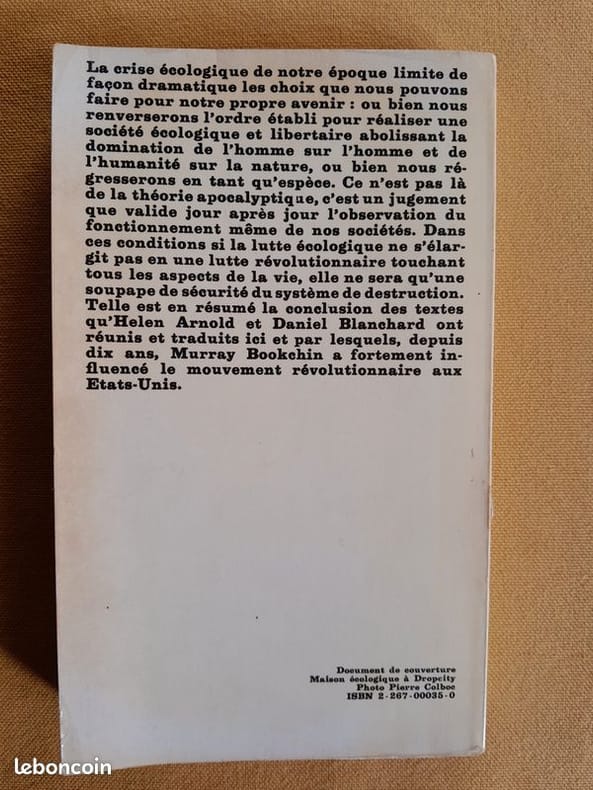 La crise écologique de notre époque limite de
façon dramatique les choix que nous pouvons
faire pour notre propre avenir : ou bien nous
renverserons l'ordre établi pour réaliser une
société écologique et libertaire abolissant la
domination de l'homme sur l'homme et de
l'humanité sur la nature, ou bien nous ré-
gresserons en tant qu'espèce. Ce n'est pas là
de la théorie apocalyptique, c'est un jugement
que valide jour après jour l'observation du
fonctionnement même de nos sociétés. Dans
ces conditions si la lutte écologique ne s'élar-
git pas en une lutte révolutionnaire touchant
tous les aspects de la vie, elle ne sera qu'une
soupape de sécurité du système de destruction.
Telle est en résumé la conclusion des textes
qu'Helen Arnold et Daniel Blanchard ont
réunis et traduits ici et par lesquels, depuis
dix ans, Murray Bookchin a fortement in-
fluencé le mouvement révolutionnaire aux
Etats-Unis.
Document de couverture
Maison écologique à Dropcity
Photo Pierre Colboc
ISBN 2-267-00035-0
leboncoin